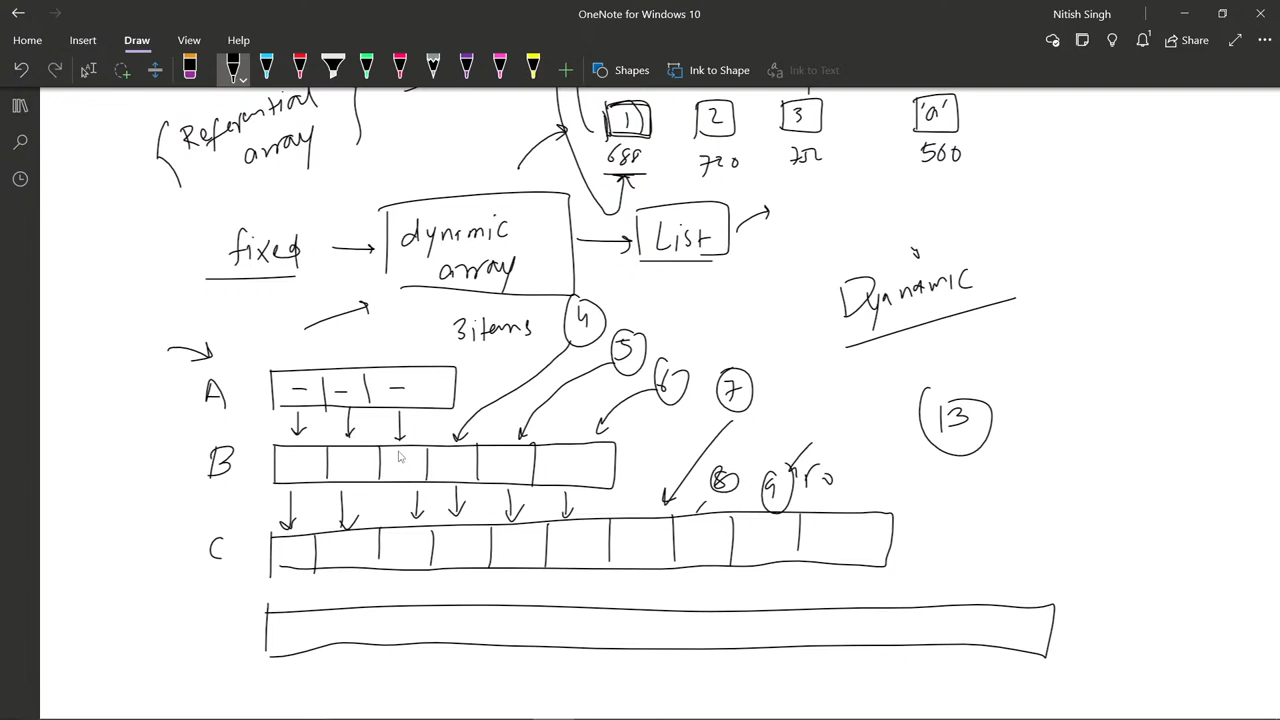 OneNote for Windows 10
Nitish Singh
Home Insert Draw View Help
Share
Shapes
Ink to Shape
Ink to Text
Referential
array
1 2 3 'a'
688 720 752 560
fixed
dynamic
array
List
Dynamic
3 items
4
5
6
7
A
13
B
8 9
C